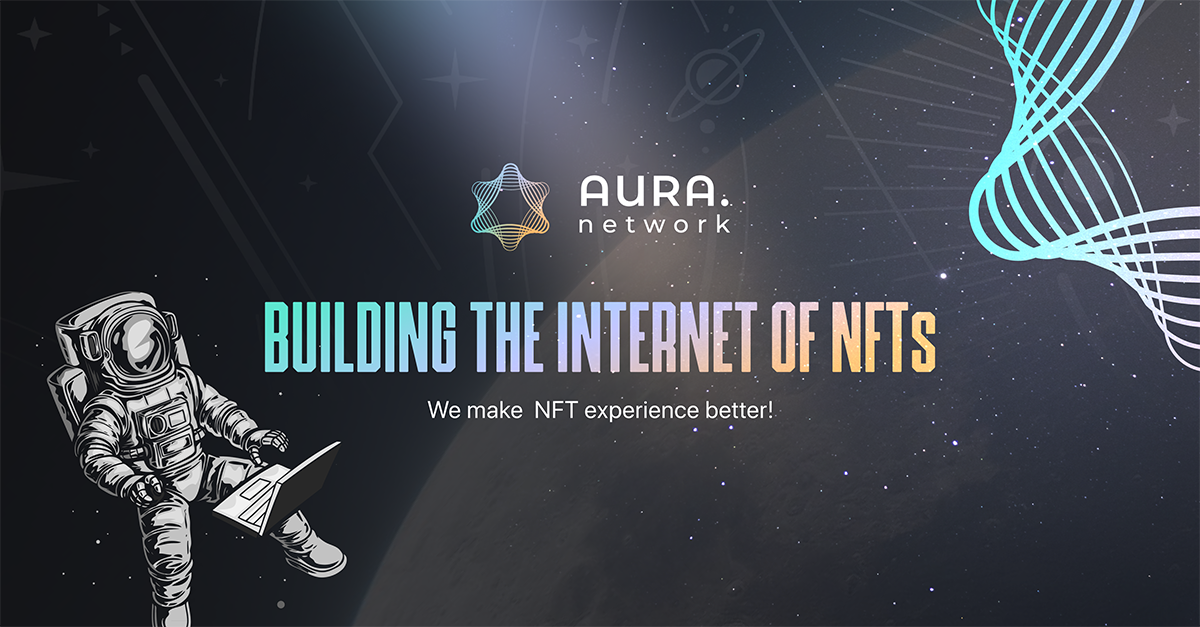 AURA.
network
BUILDING THE INTERNET OF NFTs
We make NFT experience better!